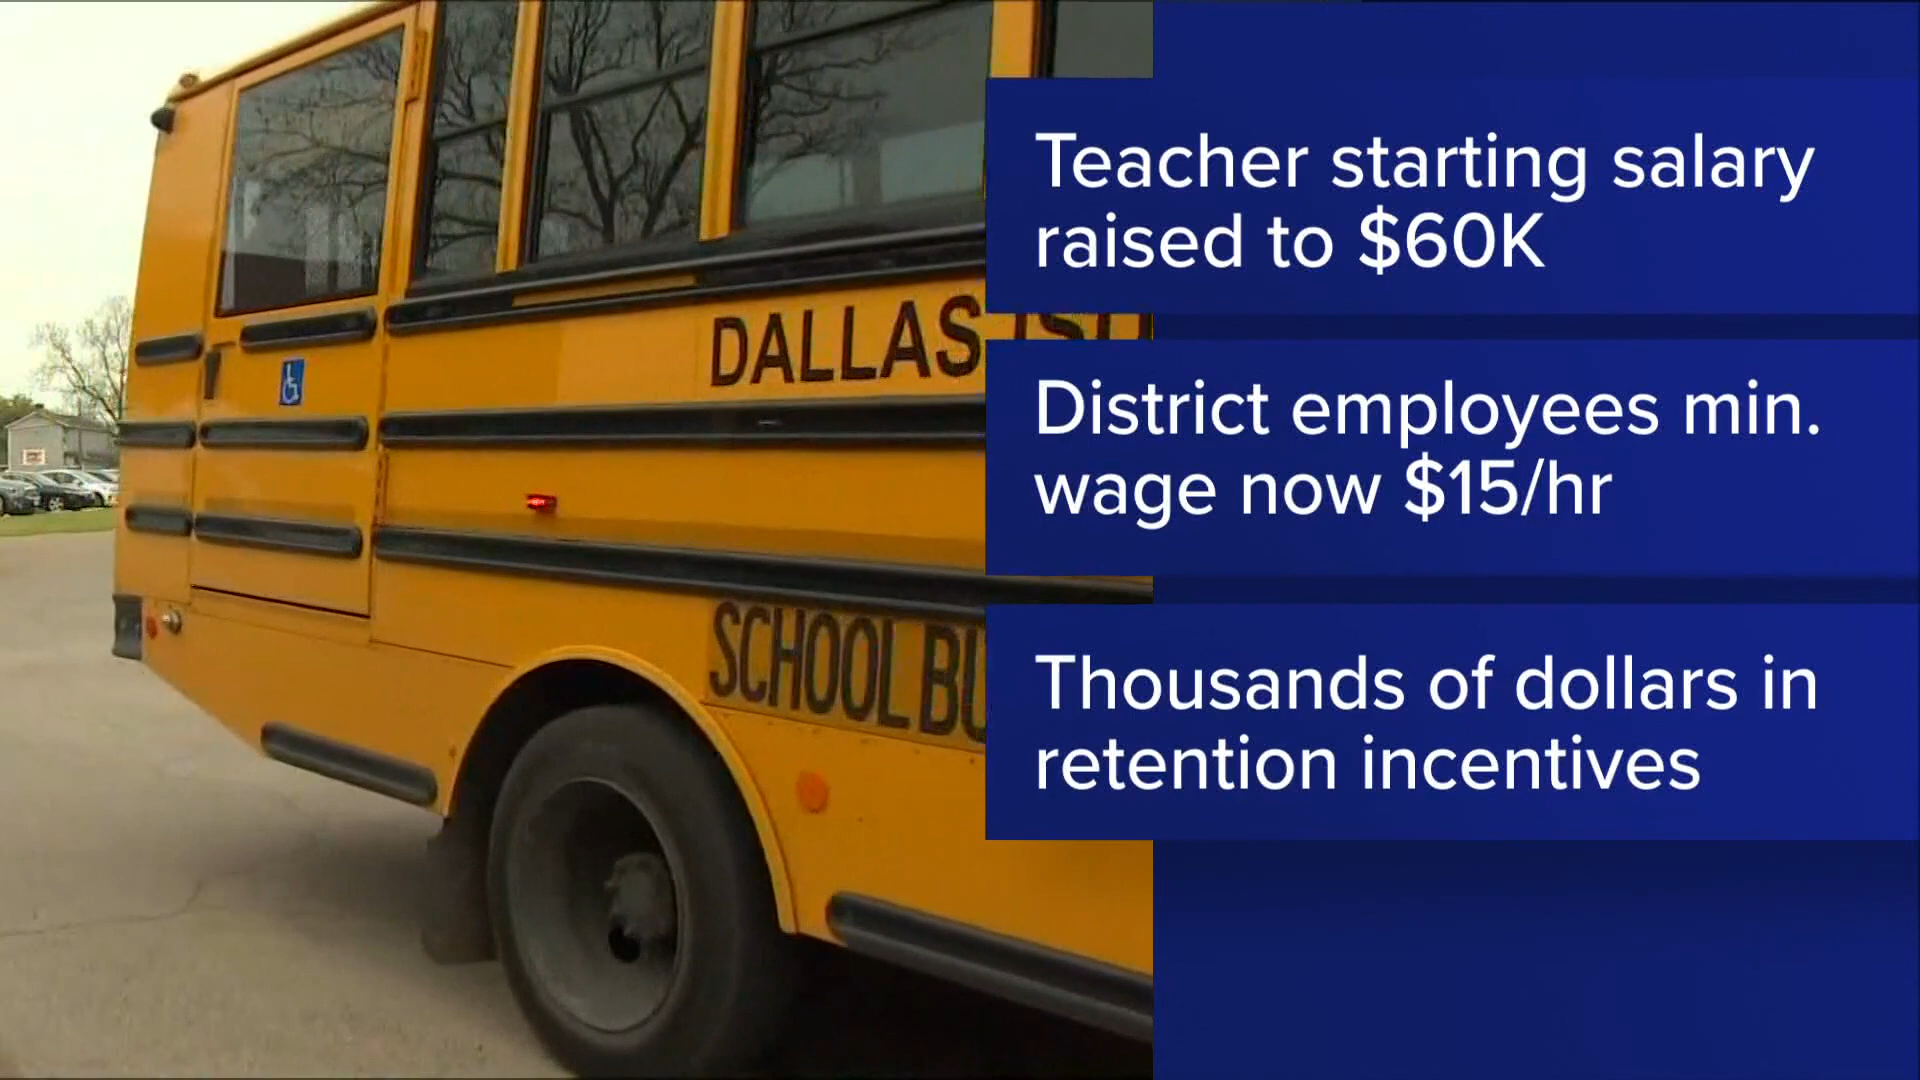 Teacher starting salary
raised to $60K
District employees min.
wage now $15/hr
Thousands of dollars in
retention incentives
DALLAS
SCHOOL